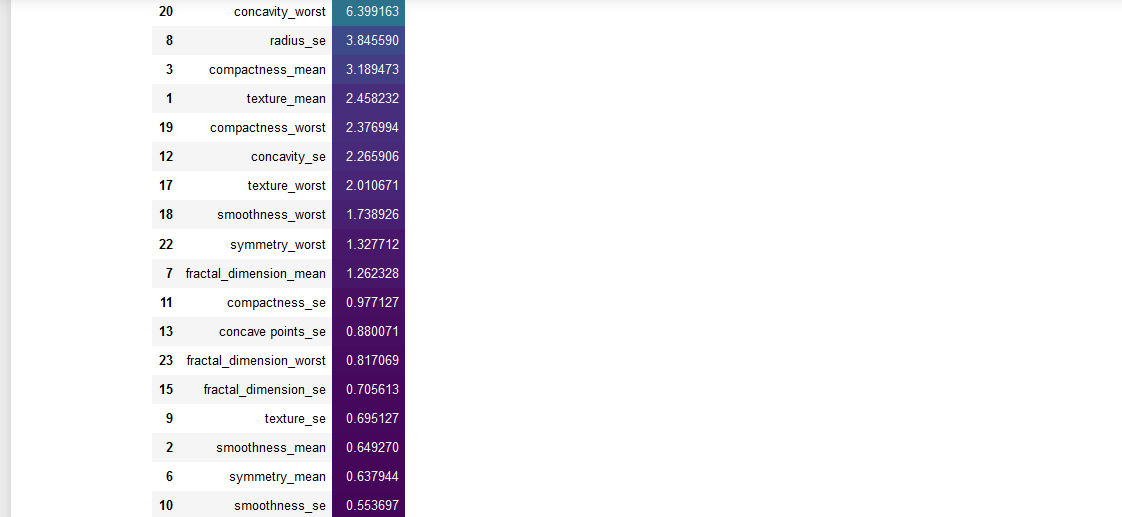 20 concavity_worst 6.399163
8 radius_se 3.845590
3 compactness_mean 3.189473
1 texture_mean 2.458232
19 compactness_worst 2.376994
12 concavity_se 2.265906
17 texture_worst 2.010671
18 smoothness_worst 1.738926
22 symmetry_worst 1.327712
7 fractal_dimension_mean 1.262328
11 compactness_se 0.977127
13 concave points_se 0.880071
23 fractal_dimension_worst 0.817069
15 fractal_dimension_se 0.705613
9 texture_se 0.695127
2 smoothness_mean 0.649270
6 symmetry_mean 0.637944
10 smoothness_se 0.553697